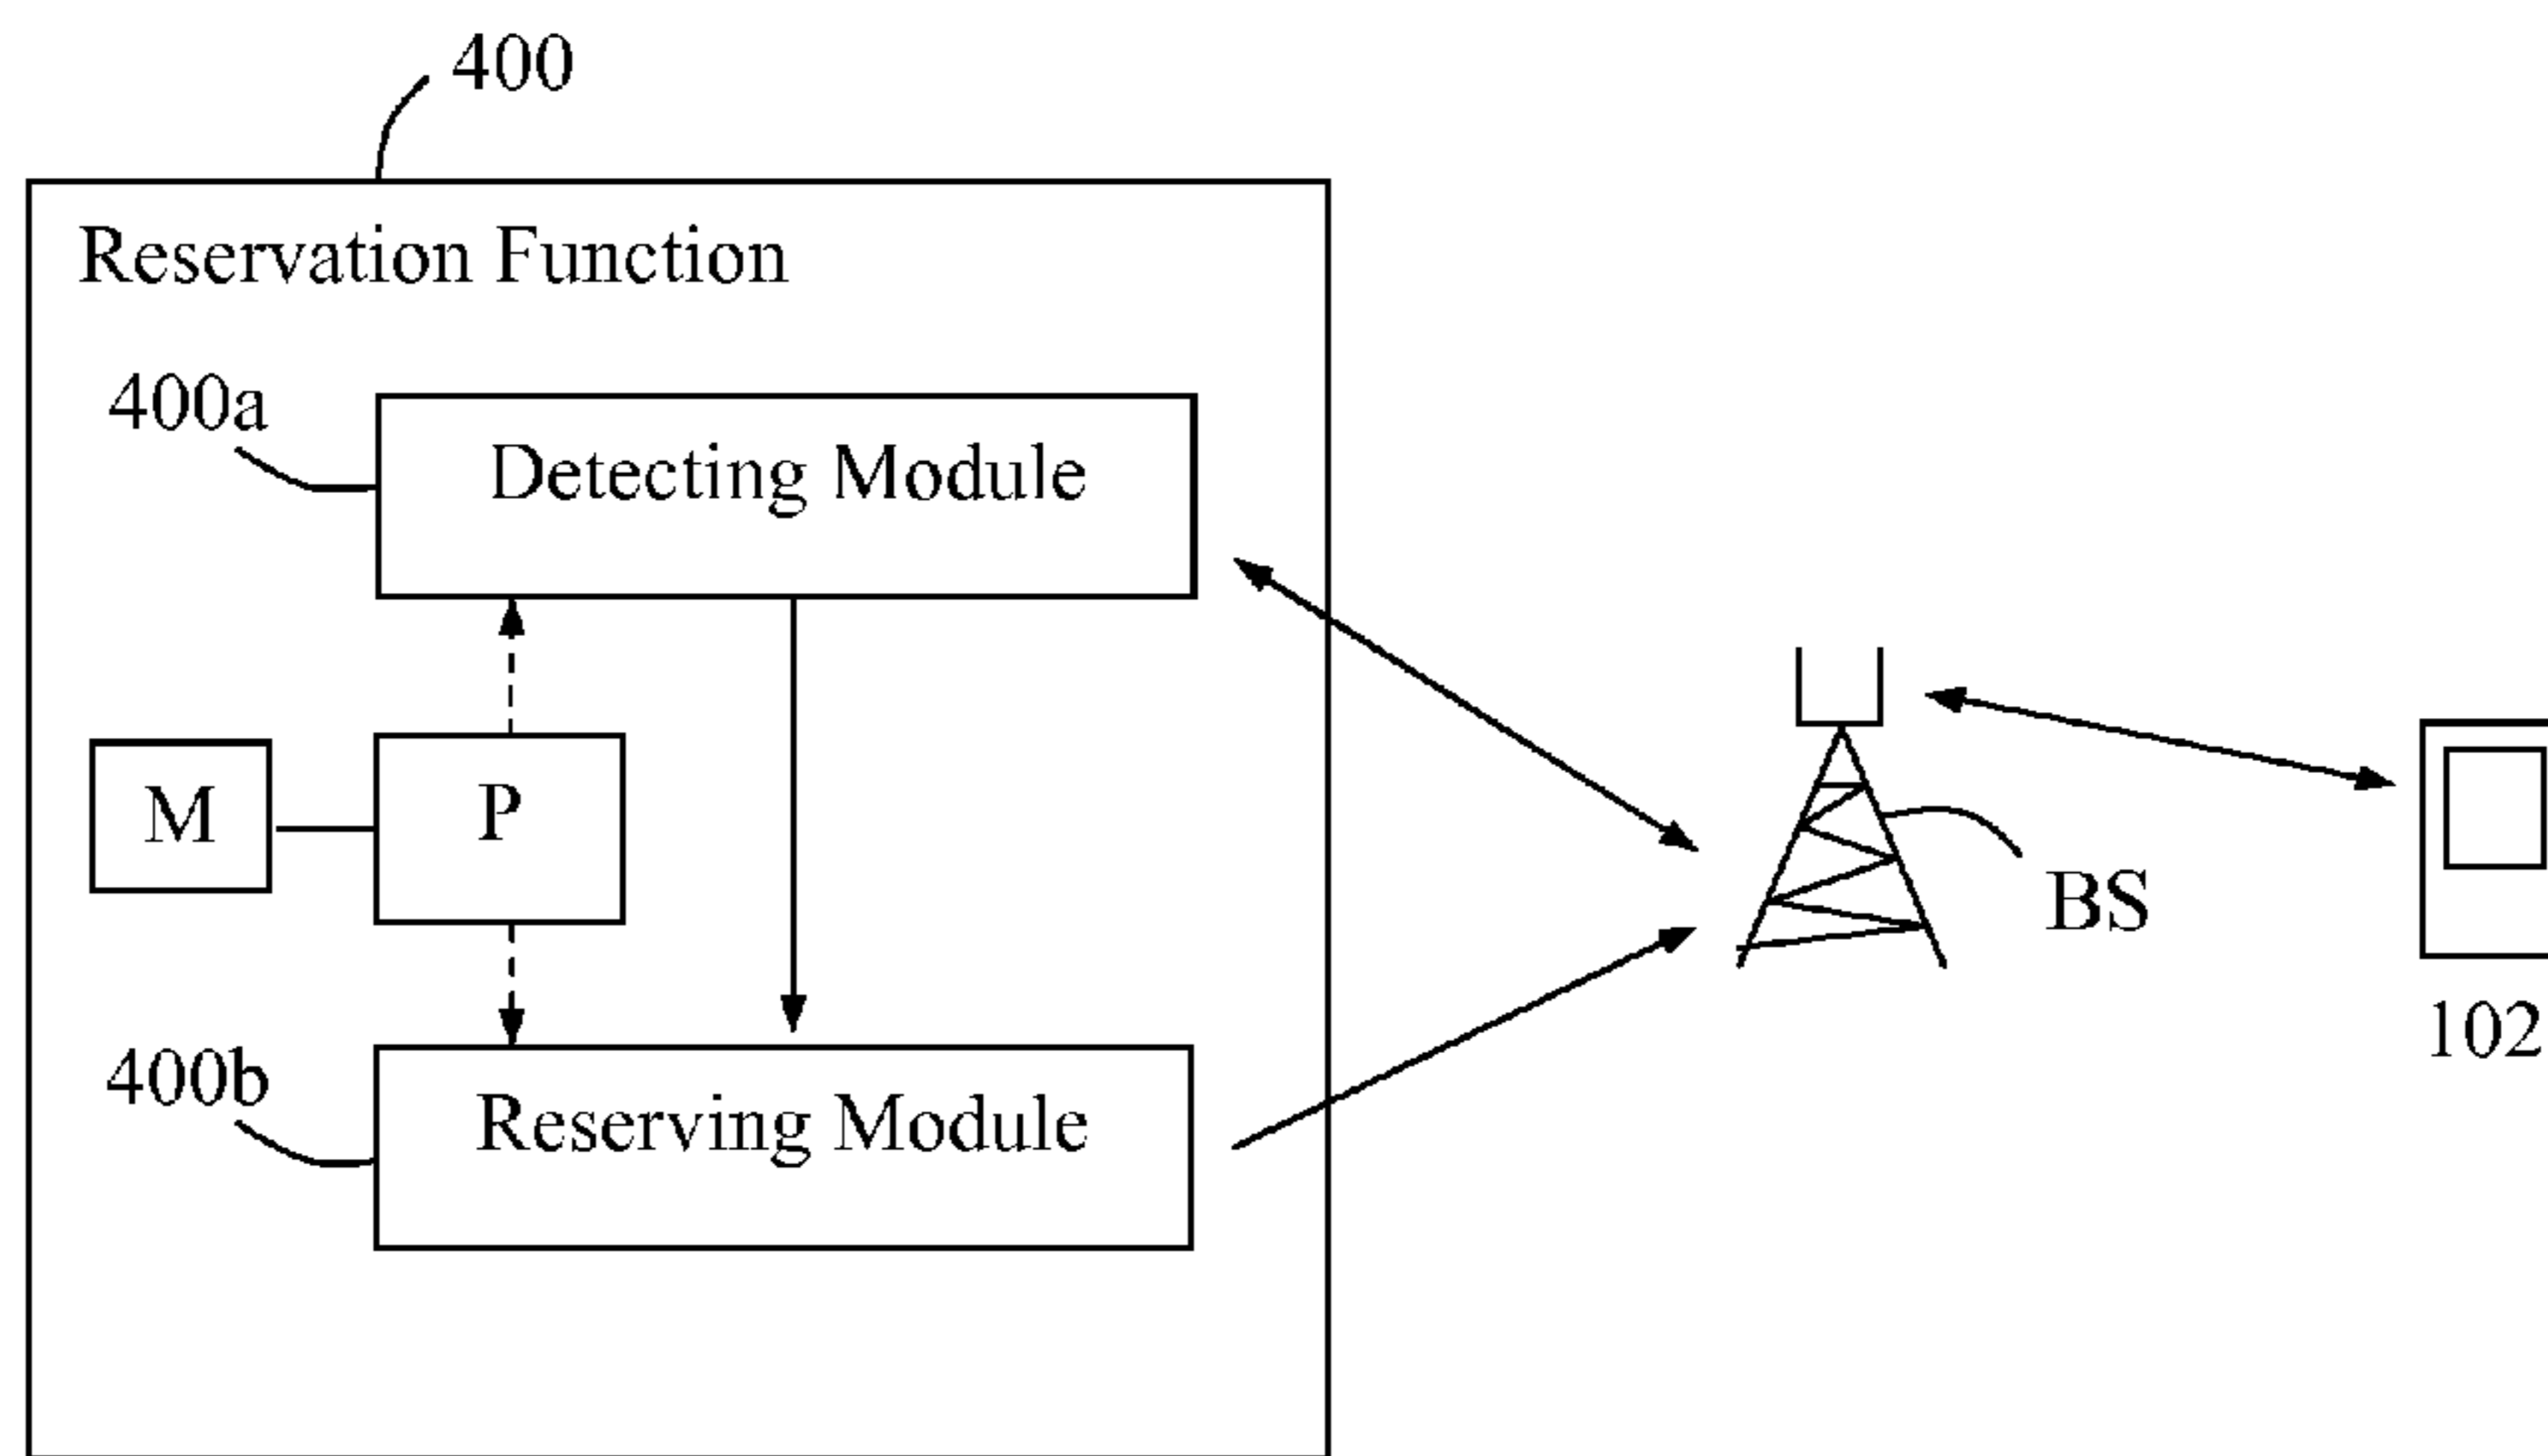 400
Reservation Function
400a
Detecting Module
M
P
BS
102
400b
Reserving Module